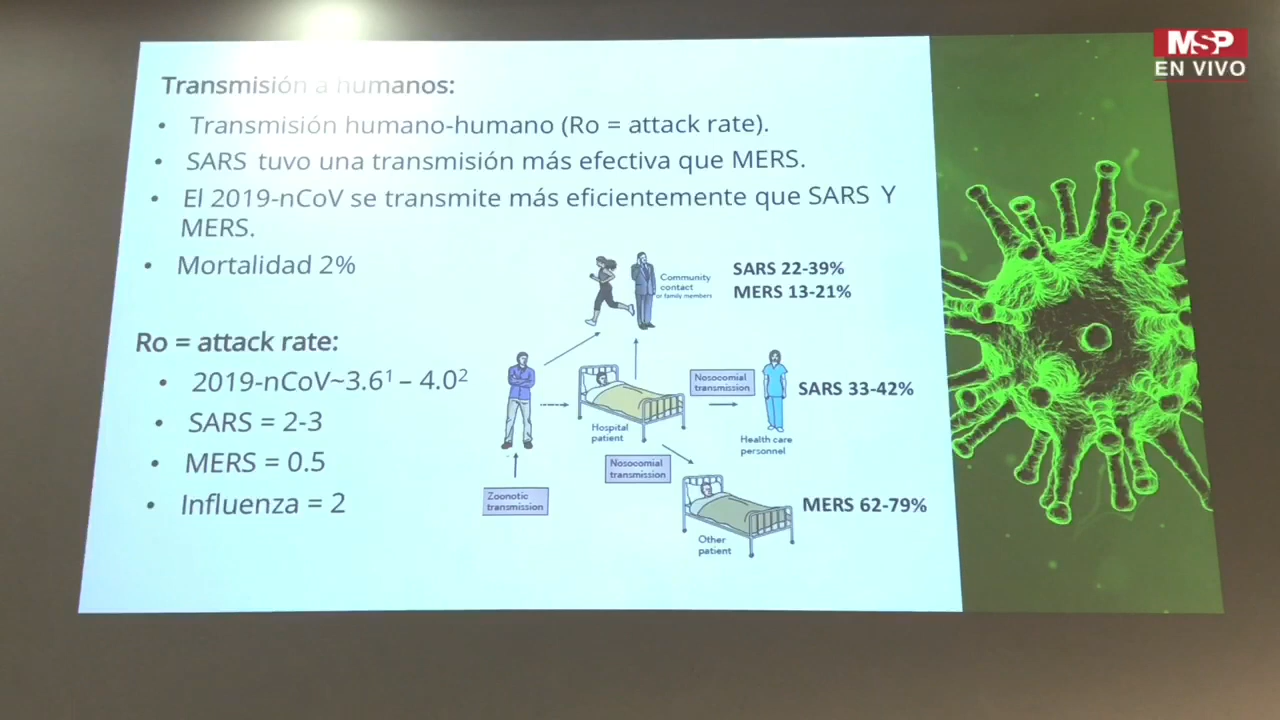 MSP
EN VIVO
Transmisión a humanos:
• Transmisión humano-humano (Ro = attack rate).
• SARS tuvo una transmisión más efectiva que MERS.
• El 2019-nCoV se transmite más eficientemente que SARS Y
MERS.
• Mortalidad 2%
Community
contact
or family members
SARS 22-39%
MERS 13-21%
Ro = attack rate:
• 2019-nCoV~3.6¹ – 4.0²
• SARS = 2-3
• MERS = 0.5
• Influenza = 2
Zoonotic
transmission
Hospital
patient
Nosocomial
transmission
Health care
personnel
SARS 33-42%
Nosocomial
transmission
Other
patient
MERS 62-79%